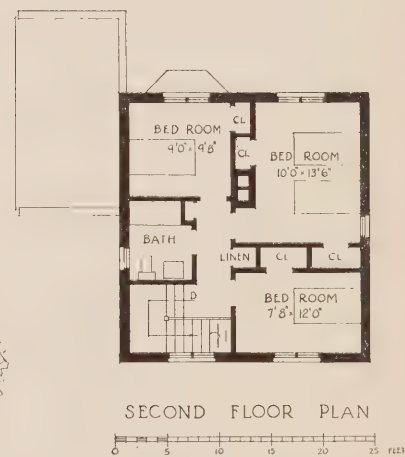 CL
BED ROOM
9'0" × 9'8"
CL
BED ROOM
10'0" × 13'6"
BATH
LINEN
CL
CL
D
BED ROOM
7'8" × 12'0"
SECOND FLOOR PLAN
0 5 10 15 20 25 FEET